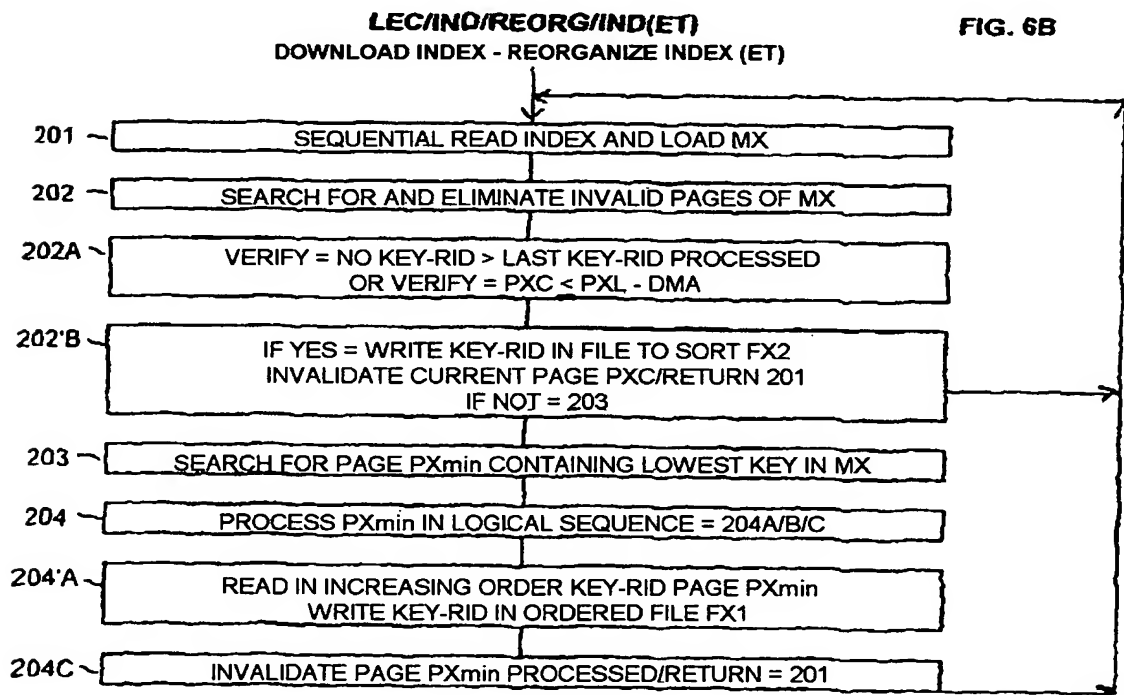 LEC/IND/REORG/IND(ET)
FIG. 6B
DOWNLOAD INDEX - REORGANIZE INDEX (ET)
201
SEQUENTIAL READ INDEX AND LOAD MX
202
SEARCH FOR AND ELIMINATE INVALID PAGES OF MX
202A
VERIFY = NO KEY-RID > LAST KEY-RID PROCESSED
OR VERIFY = PXC < PXL - DMA
202'B
IF YES = WRITE KEY-RID IN FILE TO SORT FX2
INVALIDATE CURRENT PAGE PXC/RETURN 201
IF NOT = 203
203
SEARCH FOR PAGE PXmin CONTAINING LOWEST KEY IN MX
204
PROCESS PXmin IN LOGICAL SEQUENCE = 204A/B/C
204'A
READ IN INCREASING ORDER KEY-RID PAGE PXmin
WRITE KEY-RID IN ORDERED FILE FX1
204C
INVALIDATE PAGE PXmin PROCESSED/RETURN = 201